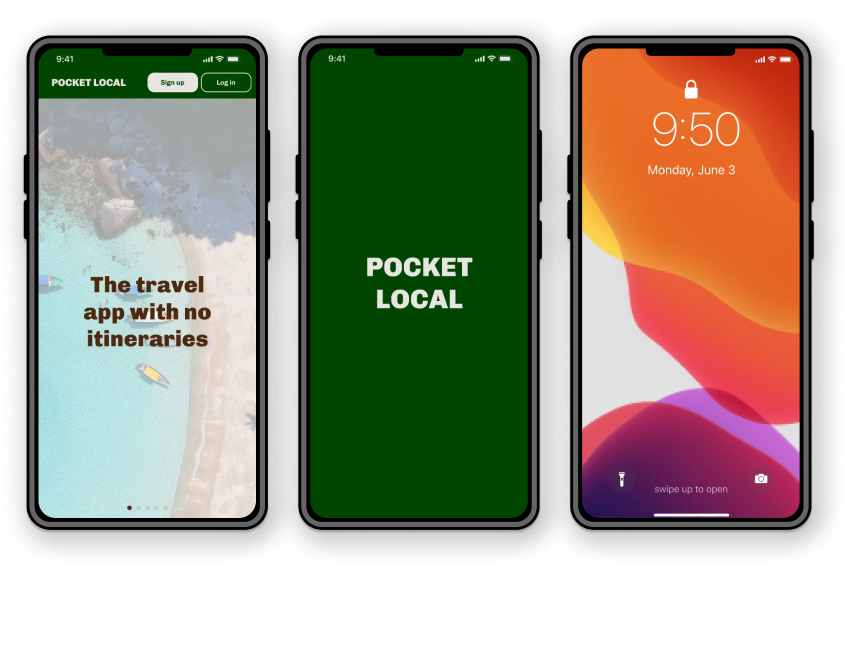 9:41
POCKET LOCAL
Sign up
Log in
The travel
app with no
itineraries
9:41
POCKET
LOCAL
9:50
Monday, June 3
swipe up to open